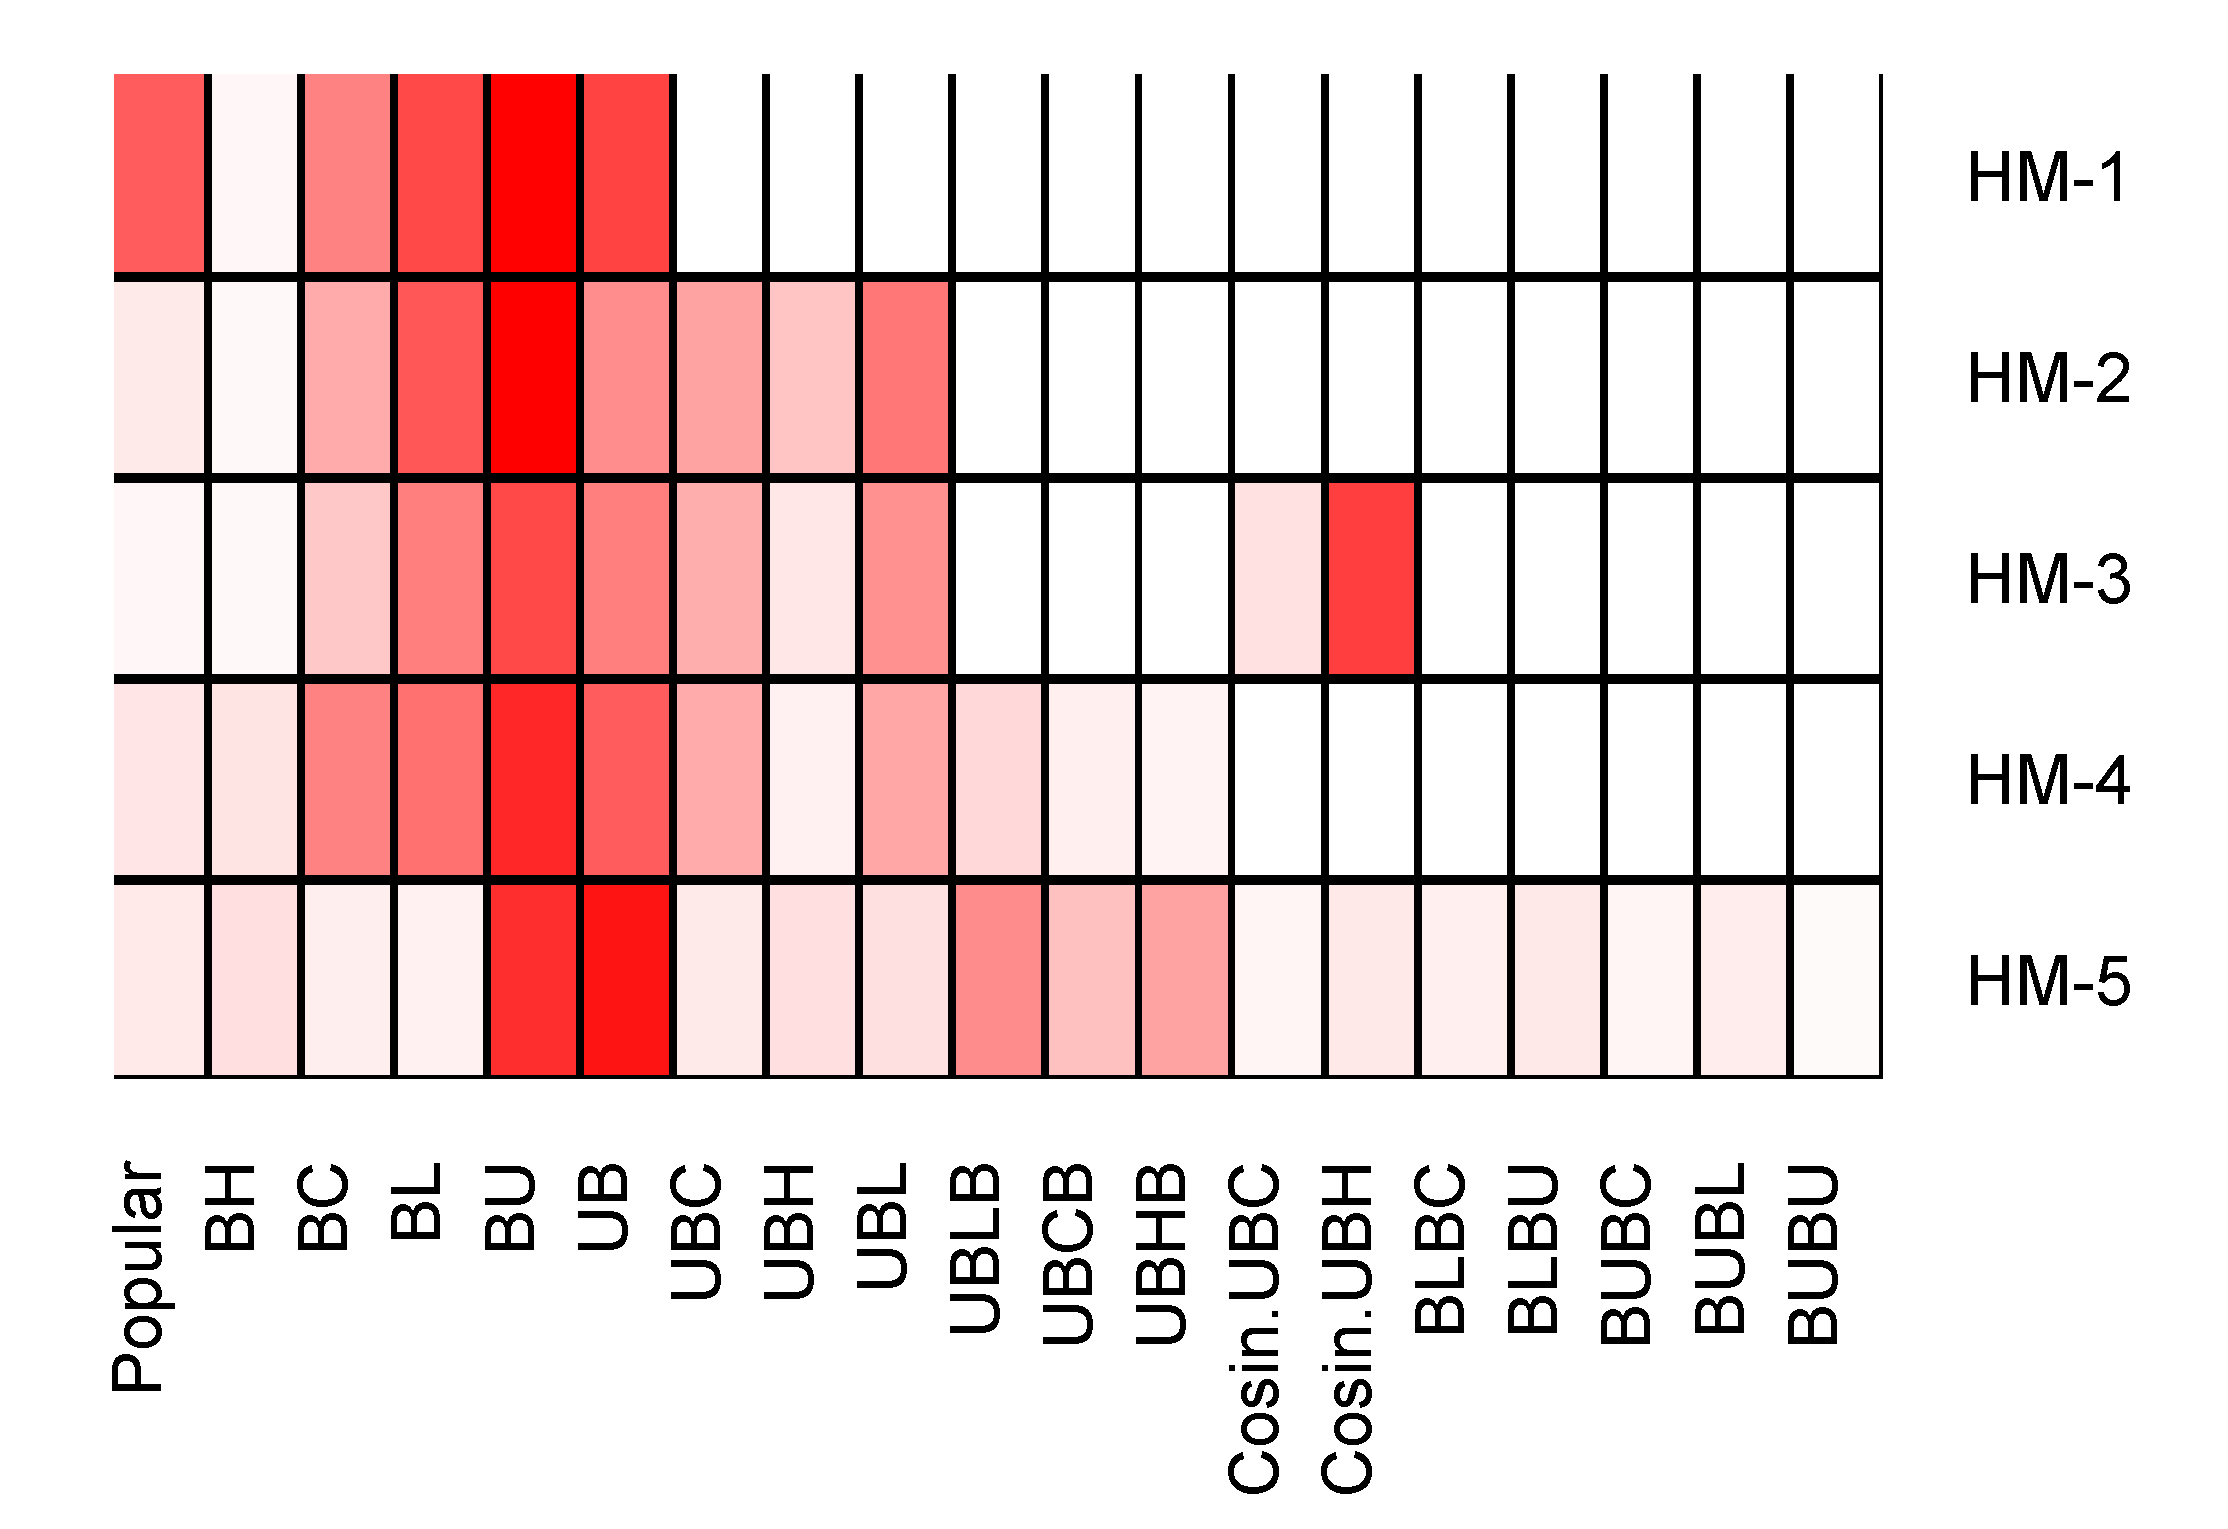 HM-1
HM-2
HM-3
HM-4
HM-5
Popular
BH
BC
BL
BU
UB
UBC
UBH
UBL
UBLB
UBCB
UBHB
Cosin.UBC
Cosin.UBH
BLBC
BLBU
BUBC
BUBL
BUBU